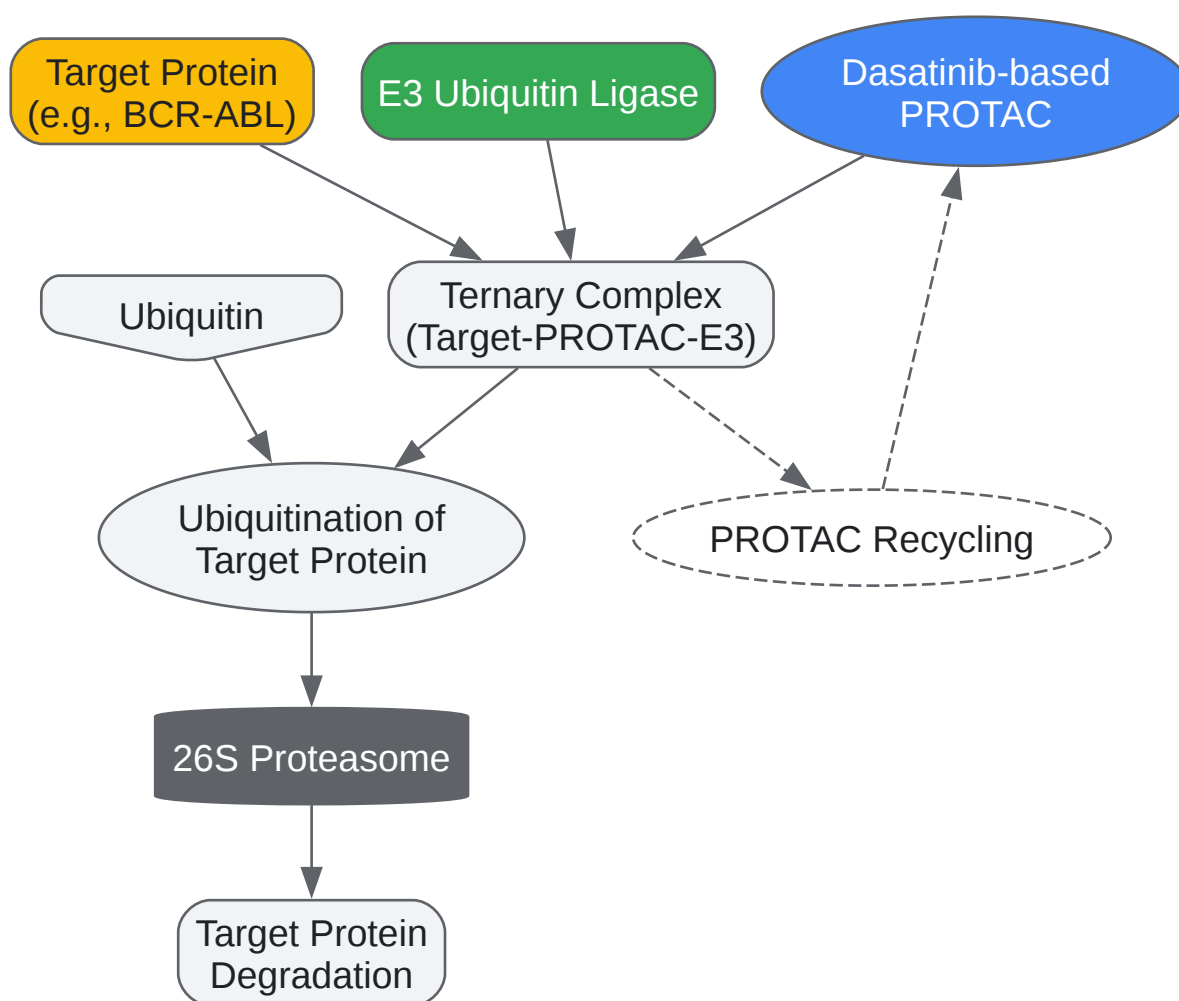 Target Protein
(e.g., BCR-ABL)
E3 Ubiquitin Ligase
Dasatinib-based
PROTAC
Ubiquitin
Ternary Complex
(Target-PROTAC-E3)
Ubiquitination of
Target Protein
PROTAC Recycling
26S Proteasome
Target Protein
Degradation